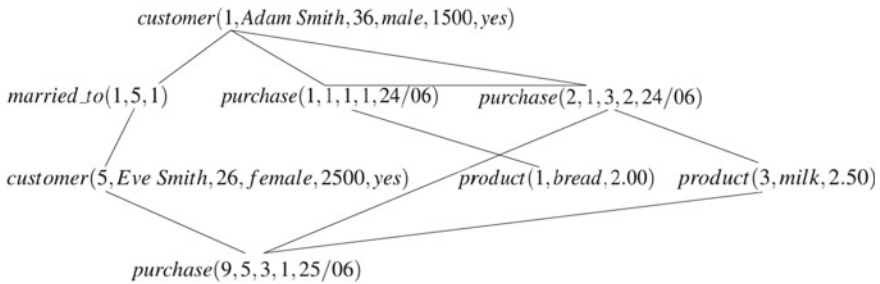 customer(1,Adam Smith,36,male,1500,yes)
married_to(1,5,1) purchase(1,1,1,1,24/06) purchase(2,1,3,2,24/06)
customer(5,Eve Smith,26,female,2500,yes) product(1,bread,2.00) product(3,milk,2.50)
purchase(9,5,3,1,25/06)